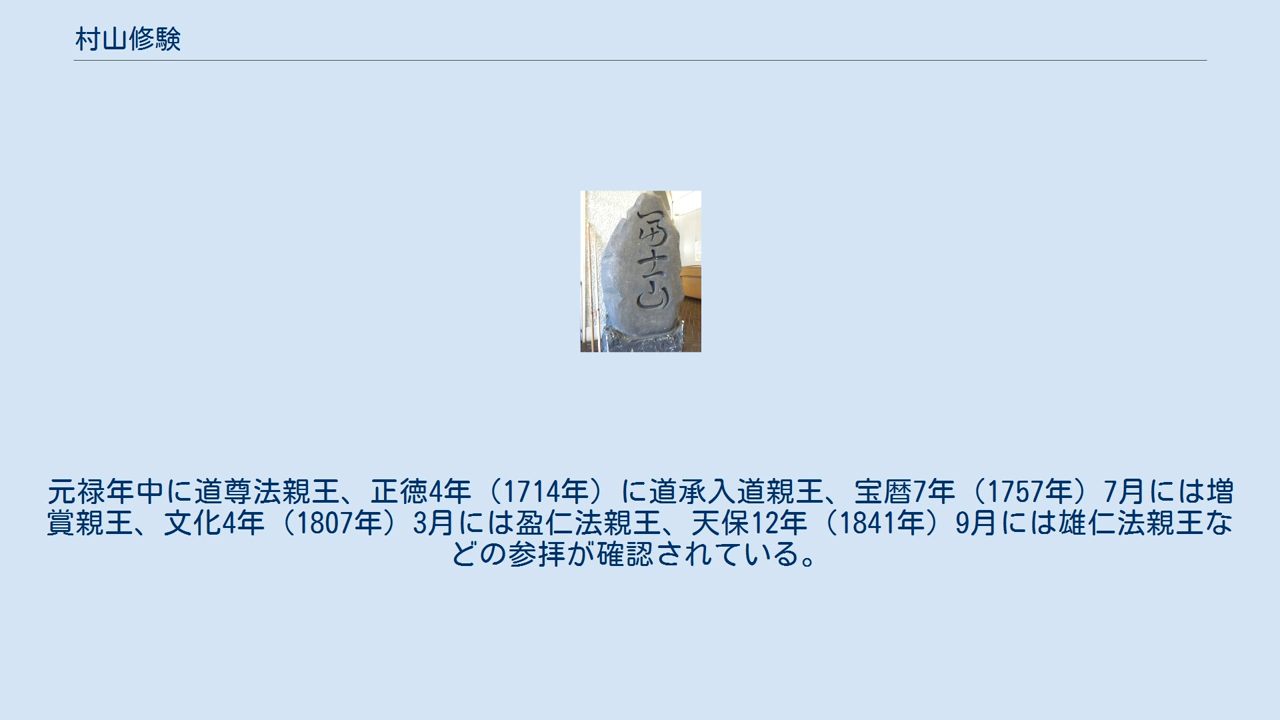 村山修験
冨士山
元禄年中に道尊法親王、正徳4年（1714年）に道承入道親王、宝暦7年（1757年）7月には増
賞親王、文化4年（1807年）3月には盈仁法親王、天保12年（1841年）9月には雄仁法親王な
どの参拝が確認されている。